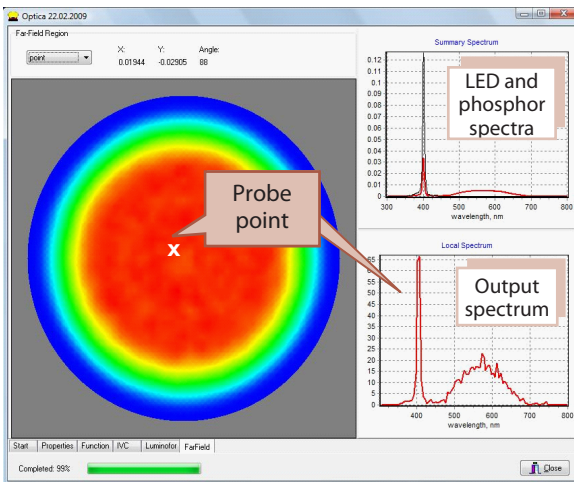 Optica 22.02.2009
Far-Field Region
point
X: Y: Angle:
0.01944 -0.02905 88
Summary Spectrum
0.12
0.11
0.1
0.09
0.08
0.07
0.06
0.05
0.04
0.03
0.02
0.01
0
300 400 500 600 700 800
wavelength, nm
LED and
phosphor
spectra
Probe
point
x
Local Spectrum
65
60
55
50
45
40
35
30
25
20
15
10
5
0
400 500 600 700 800
wavelength, nm
Output
spectrum
Start Properties Function IVC Luminofor FarField
Completed: 99%
Close